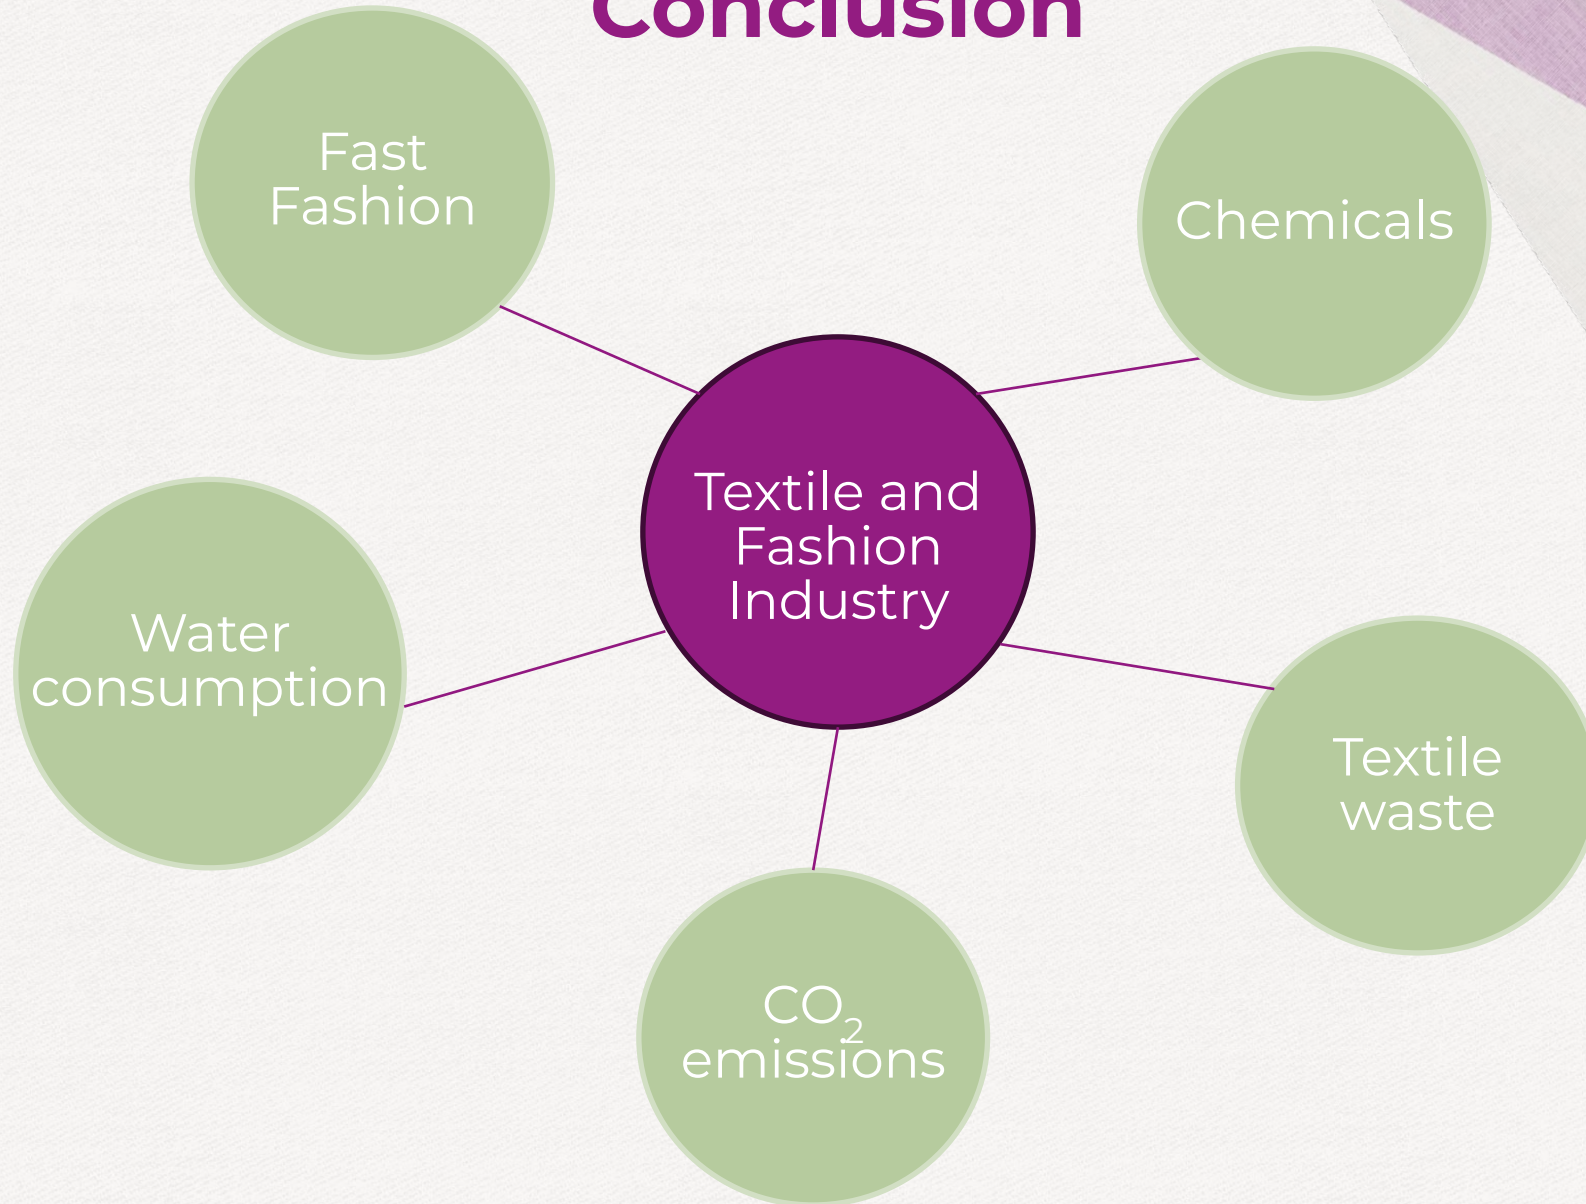 Conclusion
Fast
Fashion
Chemicals
Textile and
Fashion
Industry
Water
consumption
Textile
waste
CO₂
emissions